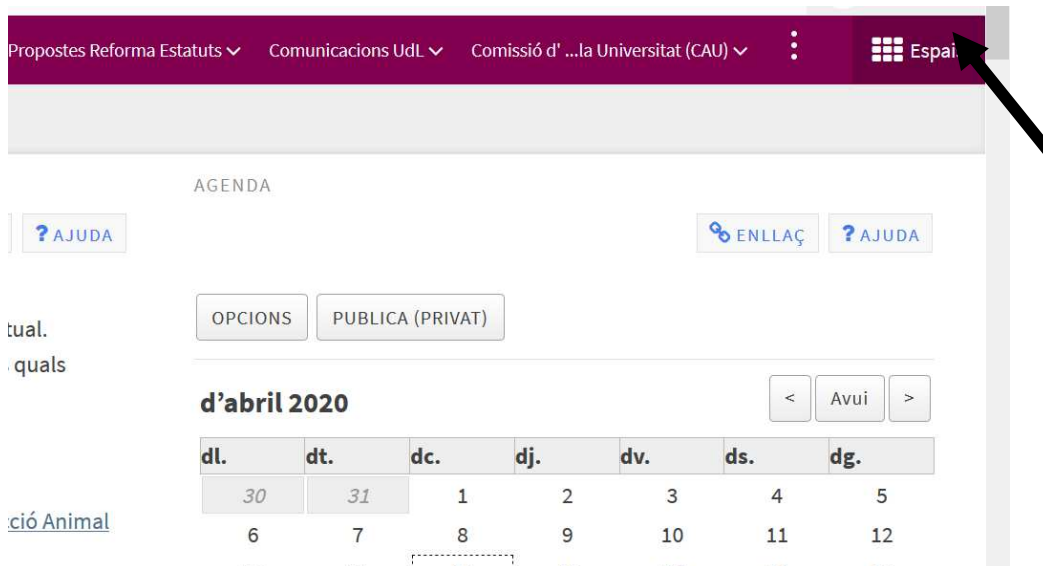 Propostes Reforma Estatuts Comunicacions UdL Comissió d' ...la Universitat (CAU) Espai
AGENDA
? AJUDA ENLLAÇ ? AJUDA
OPCIONS PUBLICA (PRIVAT)
tual.
quals
d'abril 2020 < Avui >
dl. dt. dc. dj. dv. ds. dg.
30 31 1 2 3 4 5
cció Animal
6 7 8 9 10 11 12